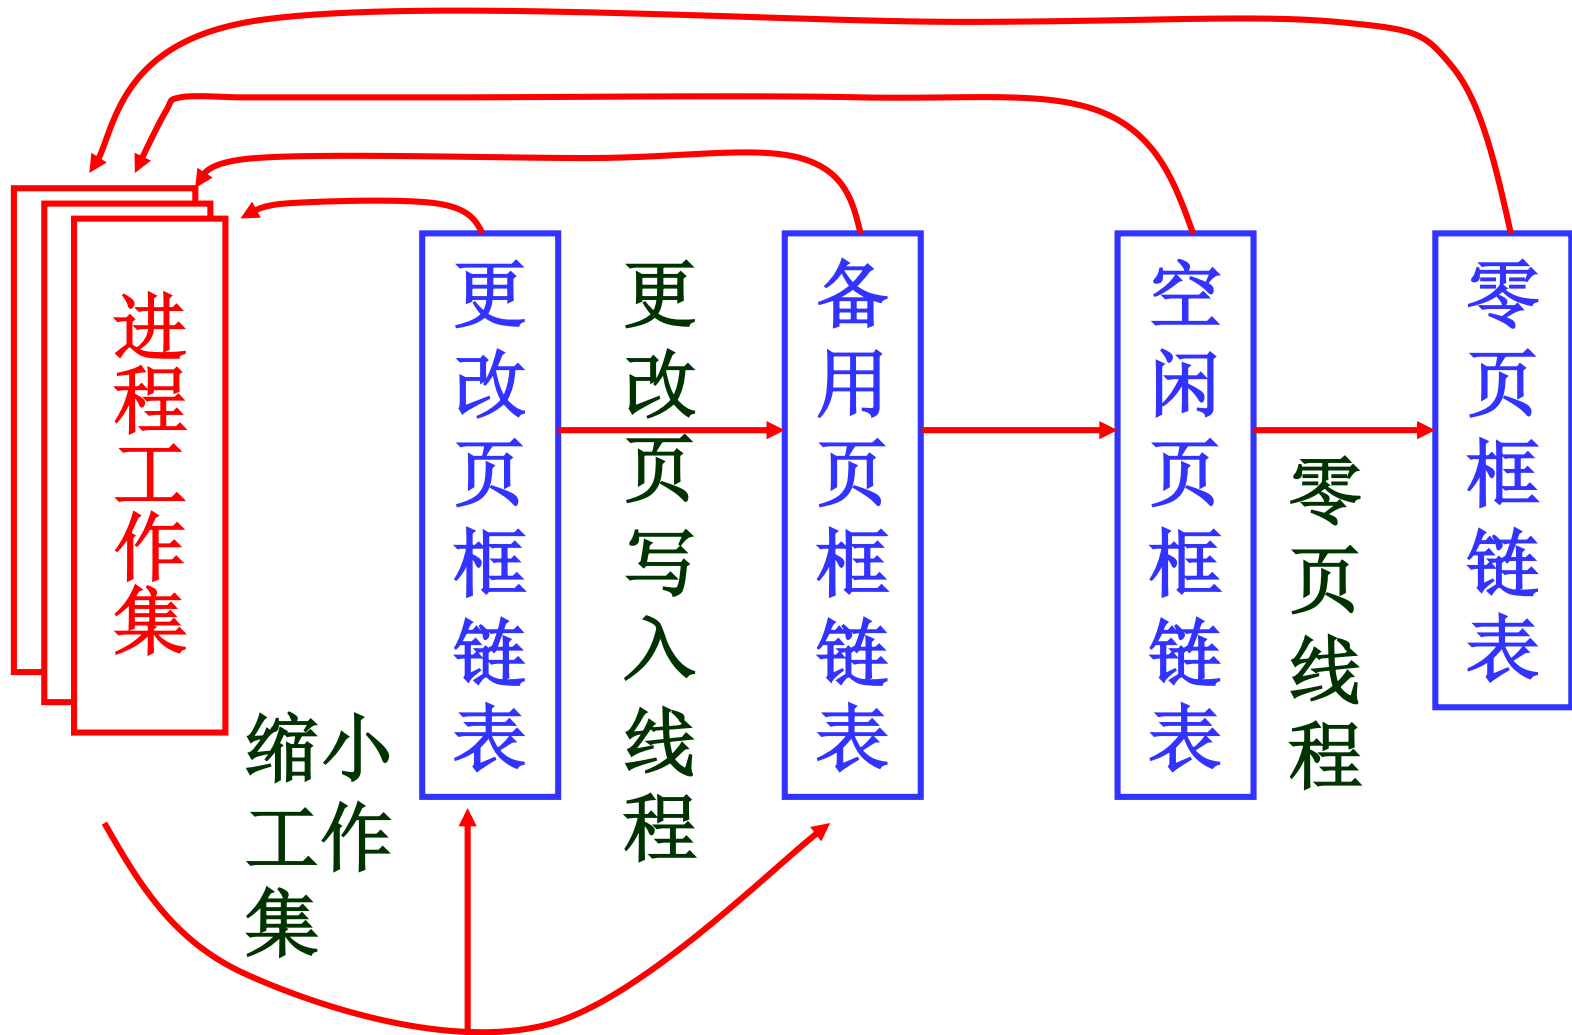 进程工作集
缩小
工作
集
更改页框链表
更改页写入线程
备用页框链表
空闲页框链表
零页线程
零页框链表